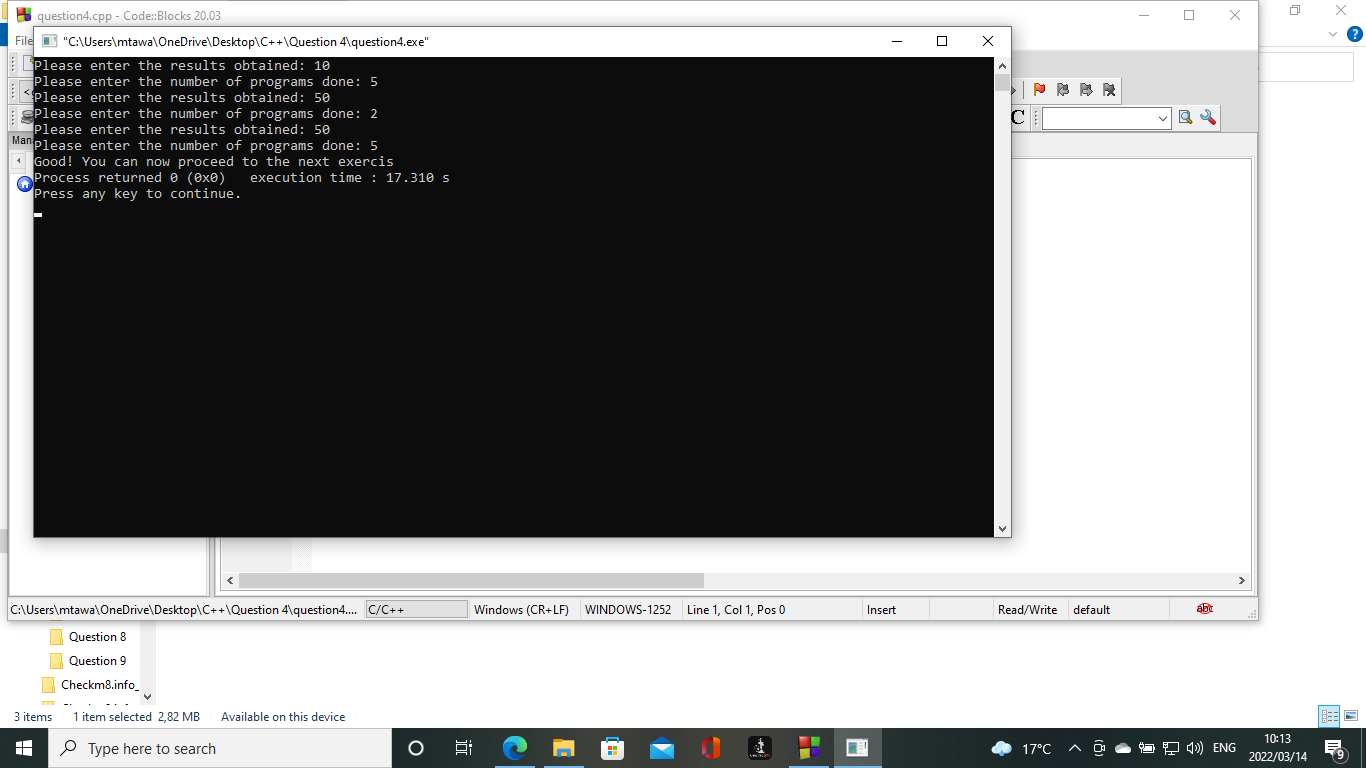 question4.cpp - Code::Blocks 20.03
"C:\Users\mtawa\OneDrive\Desktop\C++\Question 4\question4.exe"
File
Please enter the results obtained: 10
Please enter the number of programs done: 5
Please enter the results obtained: 50
Please enter the number of programs done: 2
Please enter the results obtained: 50
Please enter the number of programs done: 5
Good! You can now proceed to the next exercis
Process returned 0 (0x0)   execution time : 17.310 s
Press any key to continue.
C
Man
C:\Users\mtawa\OneDrive\Desktop\C++\Question 4\question4.... C/C++ Windows (CR+LF) WINDOWS-1252 Line 1, Col 1, Pos 0 Insert Read/Write default abc
Question 8
Question 9
Checkm8.info_
3 items 1 item selected 2,82 MB Available on this device
Type here to search
17°C ENG 10:13
2022/03/14 9